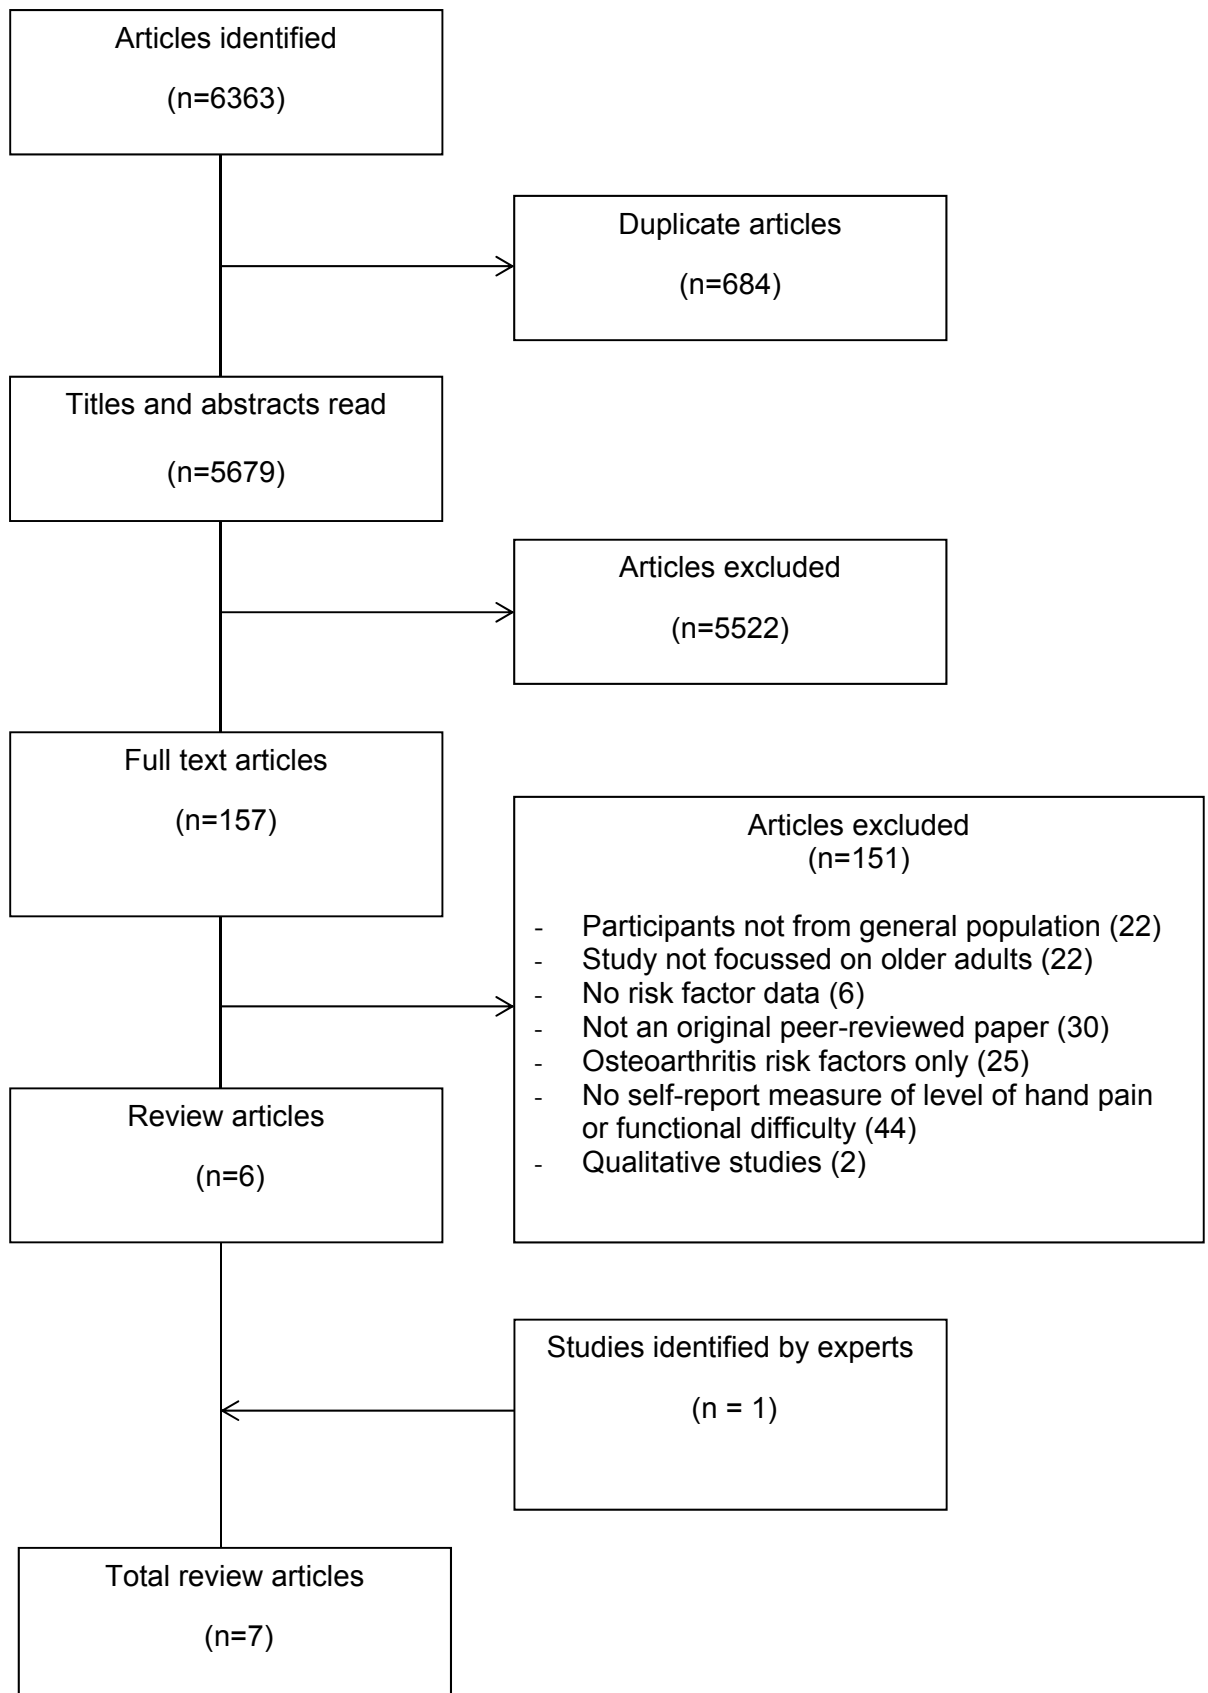 Articles identified
(n=6363)
Duplicate articles
(n=684)
Titles and abstracts read
(n=5679)
Articles excluded
(n=5522)
Full text articles
(n=157)
Articles excluded
(n=151)
- Participants not from general population (22)
- Study not focussed on older adults (22)
- No risk factor data (6)
- Not an original peer-reviewed paper (30)
- Osteoarthritis risk factors only (25)
- No self-report measure of level of hand pain
or functional difficulty (44)
- Qualitative studies (2)
Review articles
(n=6)
Studies identified by experts
(n = 1)
Total review articles
(n=7)